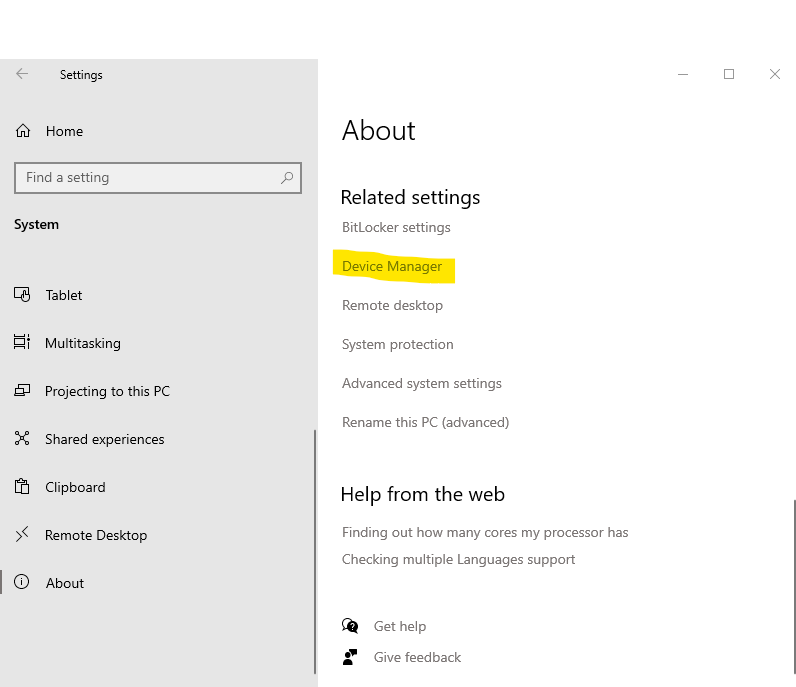 Settings
Home
Find a setting
System
Tablet
Multitasking
Projecting to this PC
Shared experiences
Clipboard
Remote Desktop
About
About
Related settings
BitLocker settings
Device Manager
Remote desktop
System protection
Advanced system settings
Rename this PC (advanced)
Help from the web
Finding out how many cores my processor has
Checking multiple Languages support
Get help
Give feedback